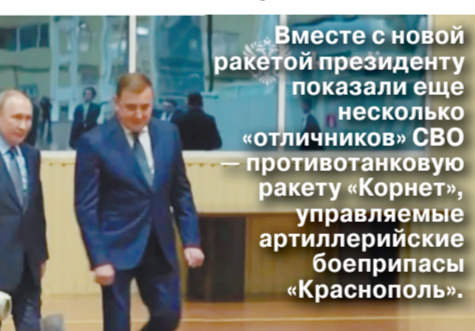 Вместе с новой
ракетой президенту
показали еще
несколько
«отличников» СВО
— противотанковую
ракету «Корнет»,
управляемые
артиллерийские
боеприпасы
«Краснополь».